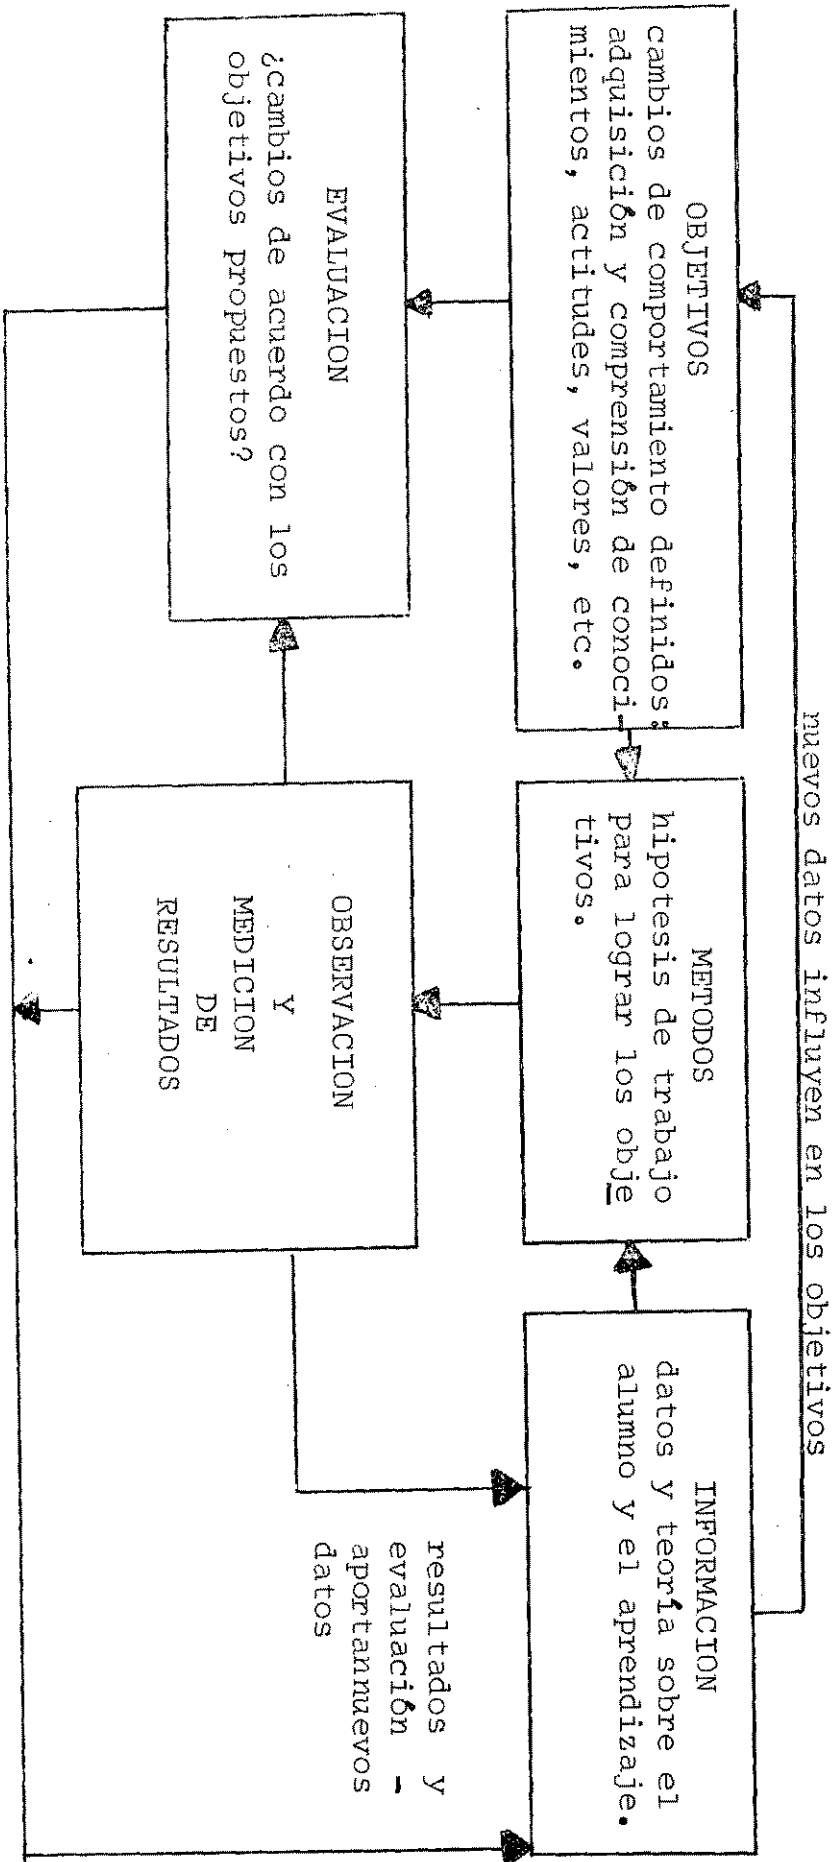 nuevos datos influyen en los objetivos
OBJETIVOS
cambios de comportamiento definidos:
adquisición y comprensión de conoci-
mientos, actitudes, valores, etc.
METODOS
hipotesis de trabajo
para lograr los obje
tivos.
INFORMACION
datos y teoría sobre el
alumno y el aprendizaje.
EVALUACION
¿cambios de acuerdo con los
objetivos propuestos?
OBSERVACION
Y
MEDICION
DE
RESULTADOS
resultados y
evaluación -
aportannuevos
datos